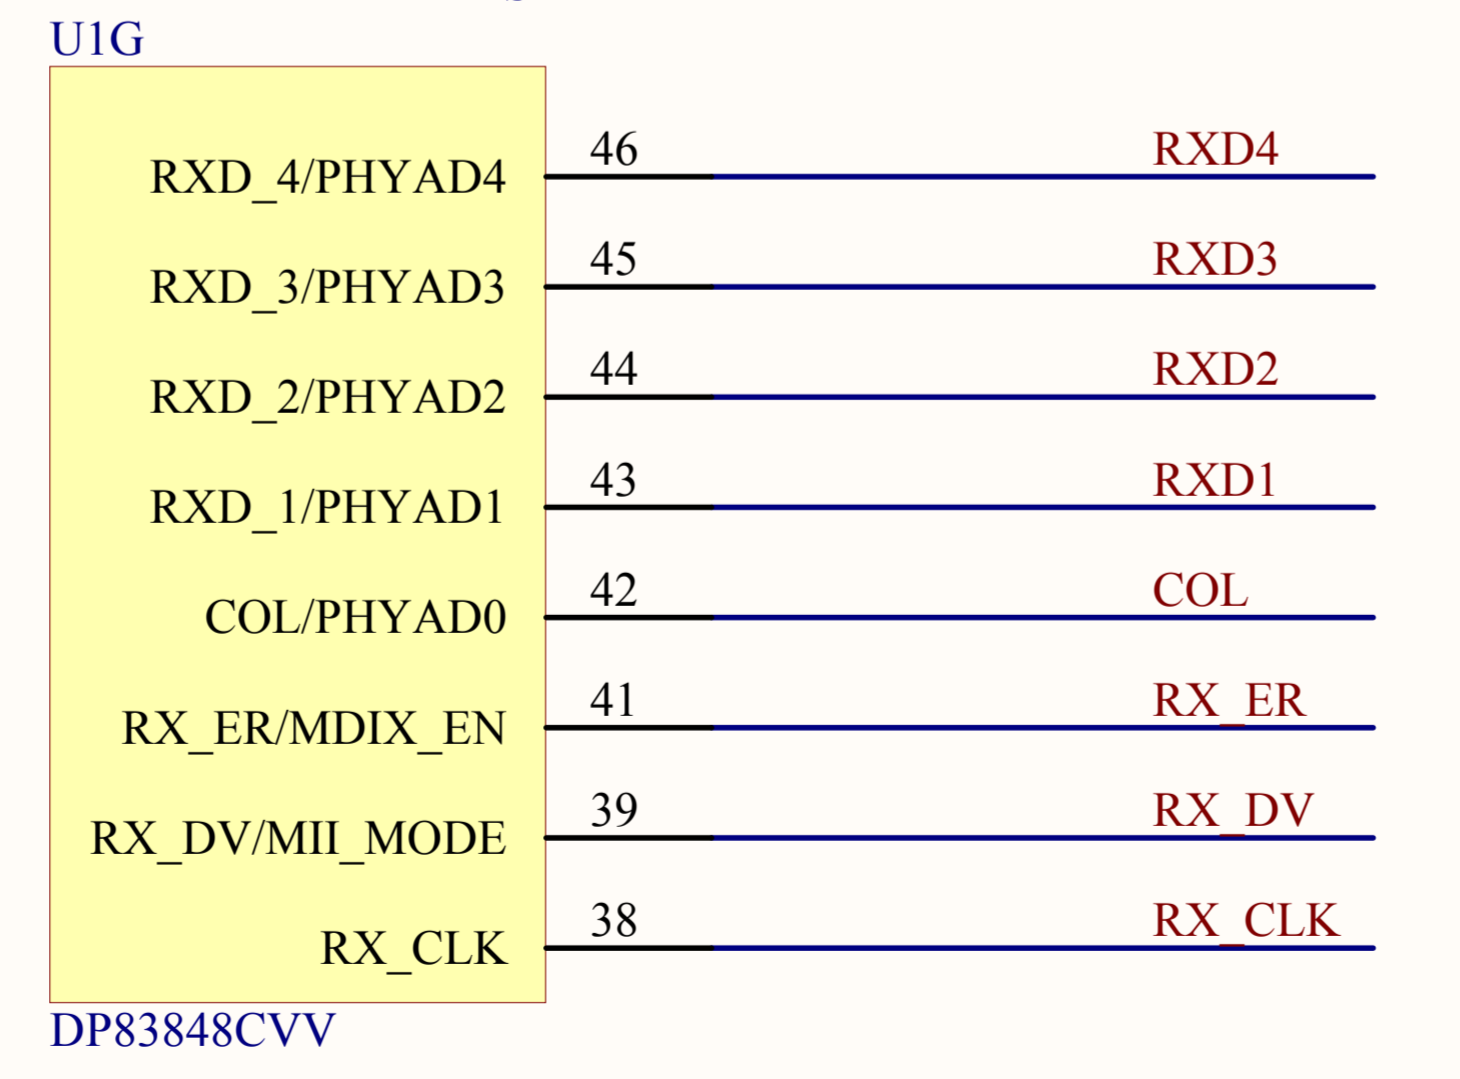 U1G
RXD_4/PHYAD4 46 RXD4
RXD_3/PHYAD3 45 RXD3
RXD_2/PHYAD2 44 RXD2
RXD_1/PHYAD1 43 RXD1
COL/PHYAD0 42 COL
RX_ER/MDIX_EN 41 RX_ER
RX_DV/MII_MODE 39 RX_DV
RX_CLK 38 RX_CLK
DP83848CVV